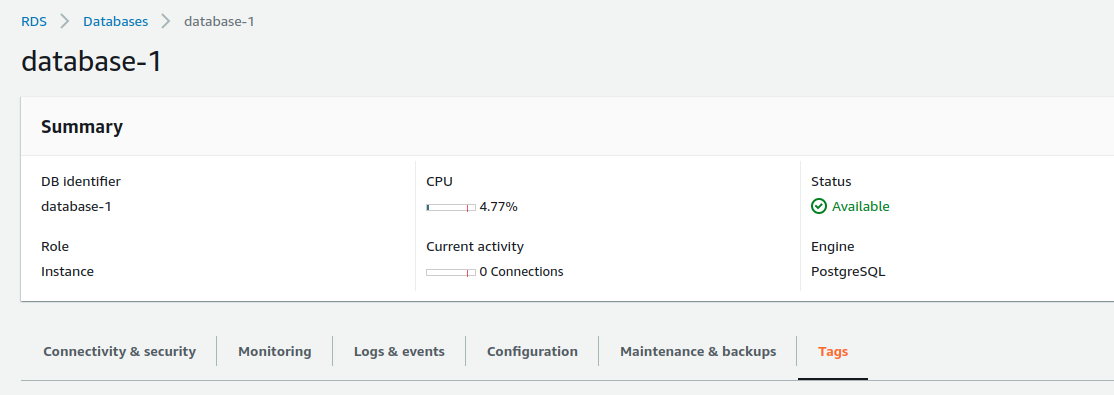 RDS > Databases > database-1
database-1
Summary
DB identifier
database-1
CPU
4.77%
Status
Available
Role
Instance
Current activity
0 Connections
Engine
PostgreSQL
Connectivity & security Monitoring Logs & events Configuration Maintenance & backups Tags